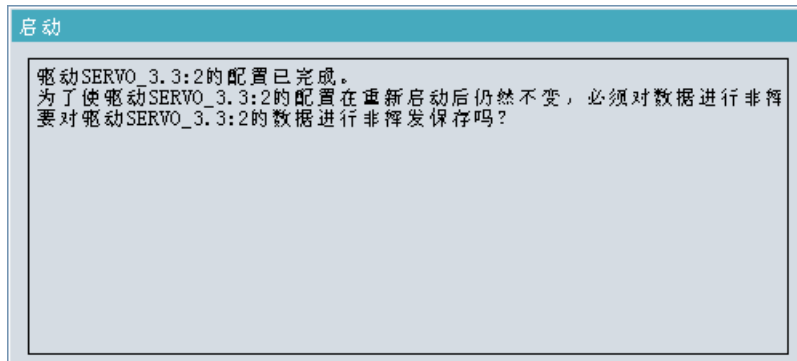 启动
驱动SERVO_3.3:2的配置已完成。
为了使驱动SERVO_3.3:2的配置在重新启动后仍然不变，必须对数据进行非挥
要对驱动SERVO_3.3:2的数据进行非挥发保存吗？